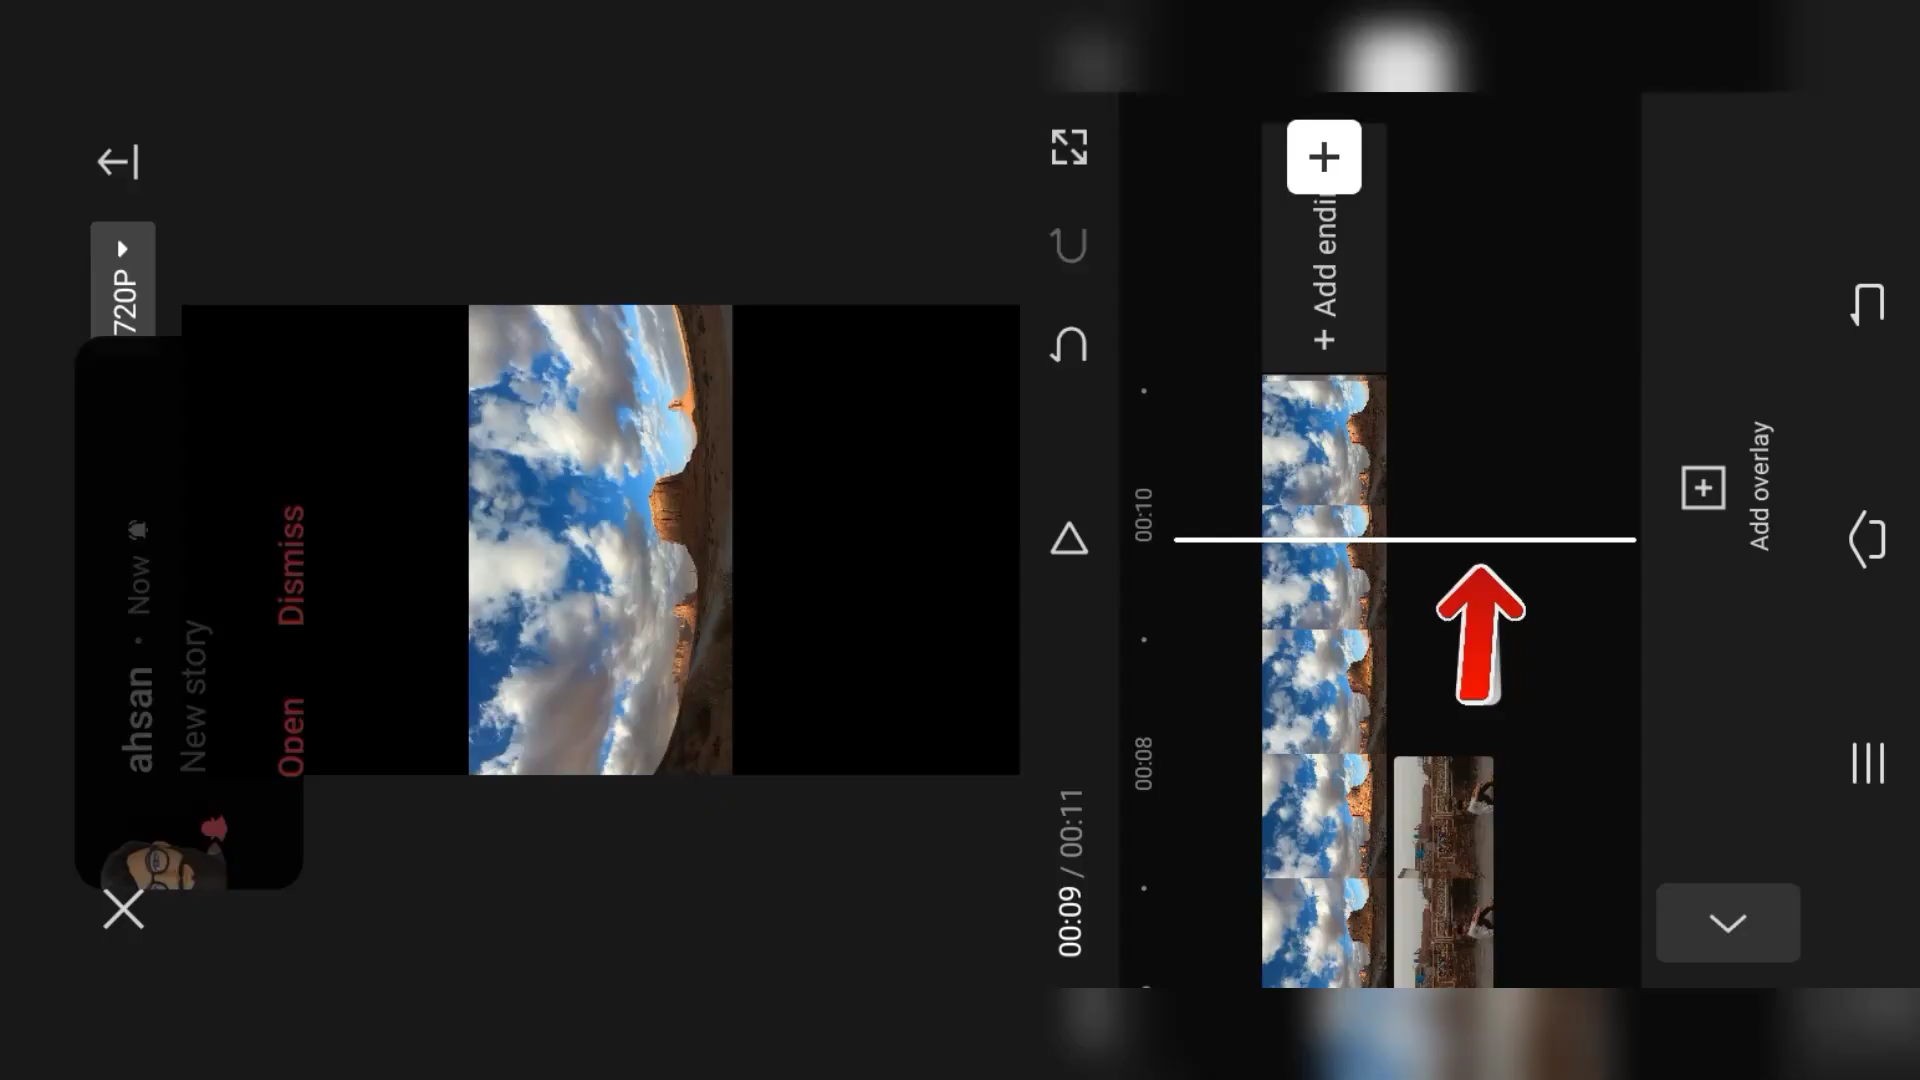 720P
ahsan · Now
New story
Open Dismiss
00:09 / 00:11
00:08 00:10
+ Add endi
Add overlay